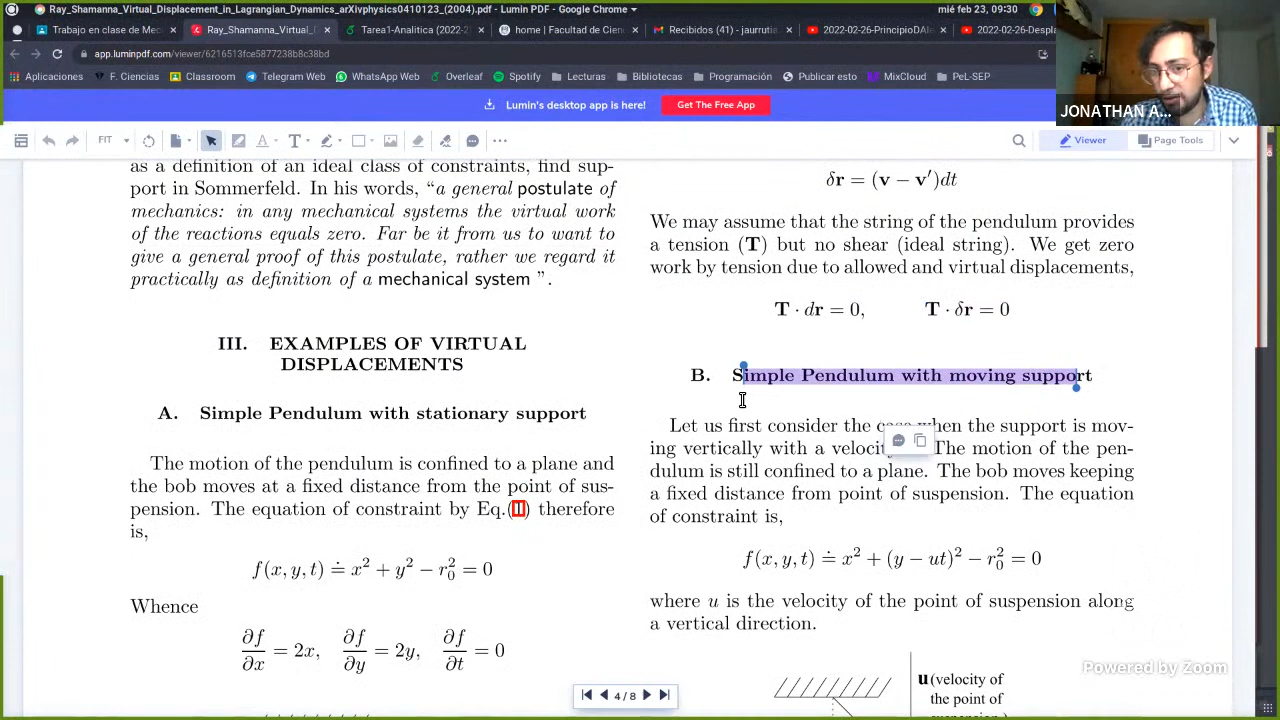 Ray_Shamanna_Virtual_Displacement_in_Lagrangian_Dynamics_arXivphysics0410123_(2004).pdf - Lumin PDF - Google Chrome
mié feb 23, 09:30
Trabajo en clase de Mec
Ray_Shamanna_Virtual_
Tarea1-Analitica (2022-2
home | Facultad de Cien
Recibidos (41) - jaurrutia
2022-02-26-PrincipioDAle
2022-02-26-Despla
app.luminpdf.com/viewer/6216513fce5877238b8c38bd
Aplicaciones
F. Ciencias
Classroom
Telegram Web
WhatsApp Web
Overleaf
Spotify
Lecturas
Bibliotecas
Programación
Publicar esto
MixCloud
PeL-SEP
JONATHAN A...
Lumin's desktop app is here!
Get The Free App
FIT
Viewer
Page Tools
as a definition of an ideal class of constraints, find sup-
port in Sommerfeld. In his words, “a general postulate of
mechanics: in any mechanical systems the virtual work
of the reactions equals zero. Far be it from us to want to
give a general proof of this postulate, rather we regard it
practically as definition of a mechanical system ”.
III. EXAMPLES OF VIRTUAL
DISPLACEMENTS
A. Simple Pendulum with stationary support
The motion of the pendulum is confined to a plane and
the bob moves at a fixed distance from the point of sus-
pension. The equation of constraint by Eq.(1) therefore
is,
f(x, y, t) ≐ x² + y² − r₀² = 0
Whence
∂f/∂x = 2x, ∂f/∂y = 2y, ∂f/∂t = 0
δr = (v − v′)dt
We may assume that the string of the pendulum provides
a tension (T) but no shear (ideal string). We get zero
work by tension due to allowed and virtual displacements,
T · dr = 0, T · δr = 0
B. Simple Pendulum with moving support
Let us first consider the case when the support is mov-
ing vertically with a velocity The motion of the pen-
dulum is still confined to a plane. The bob moves keeping
a fixed distance from point of suspension. The equation
of constraint is,
f(x, y, t) ≐ x² + (y − ut)² − r₀² = 0
where u is the velocity of the point of suspension along
a vertical direction.
u (velocity of
the point of
suspension)
4 / 8
Powered by Zoom